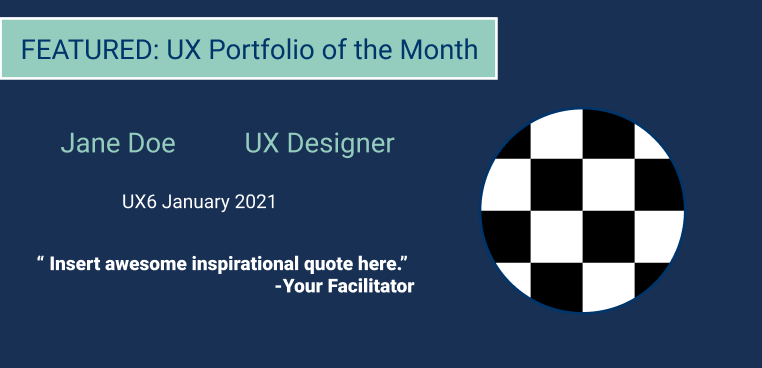 FEATURED: UX Portfolio of the Month
Jane Doe UX Designer
UX6 January 2021
“ Insert awesome inspirational quote here.”
-Your Facilitator